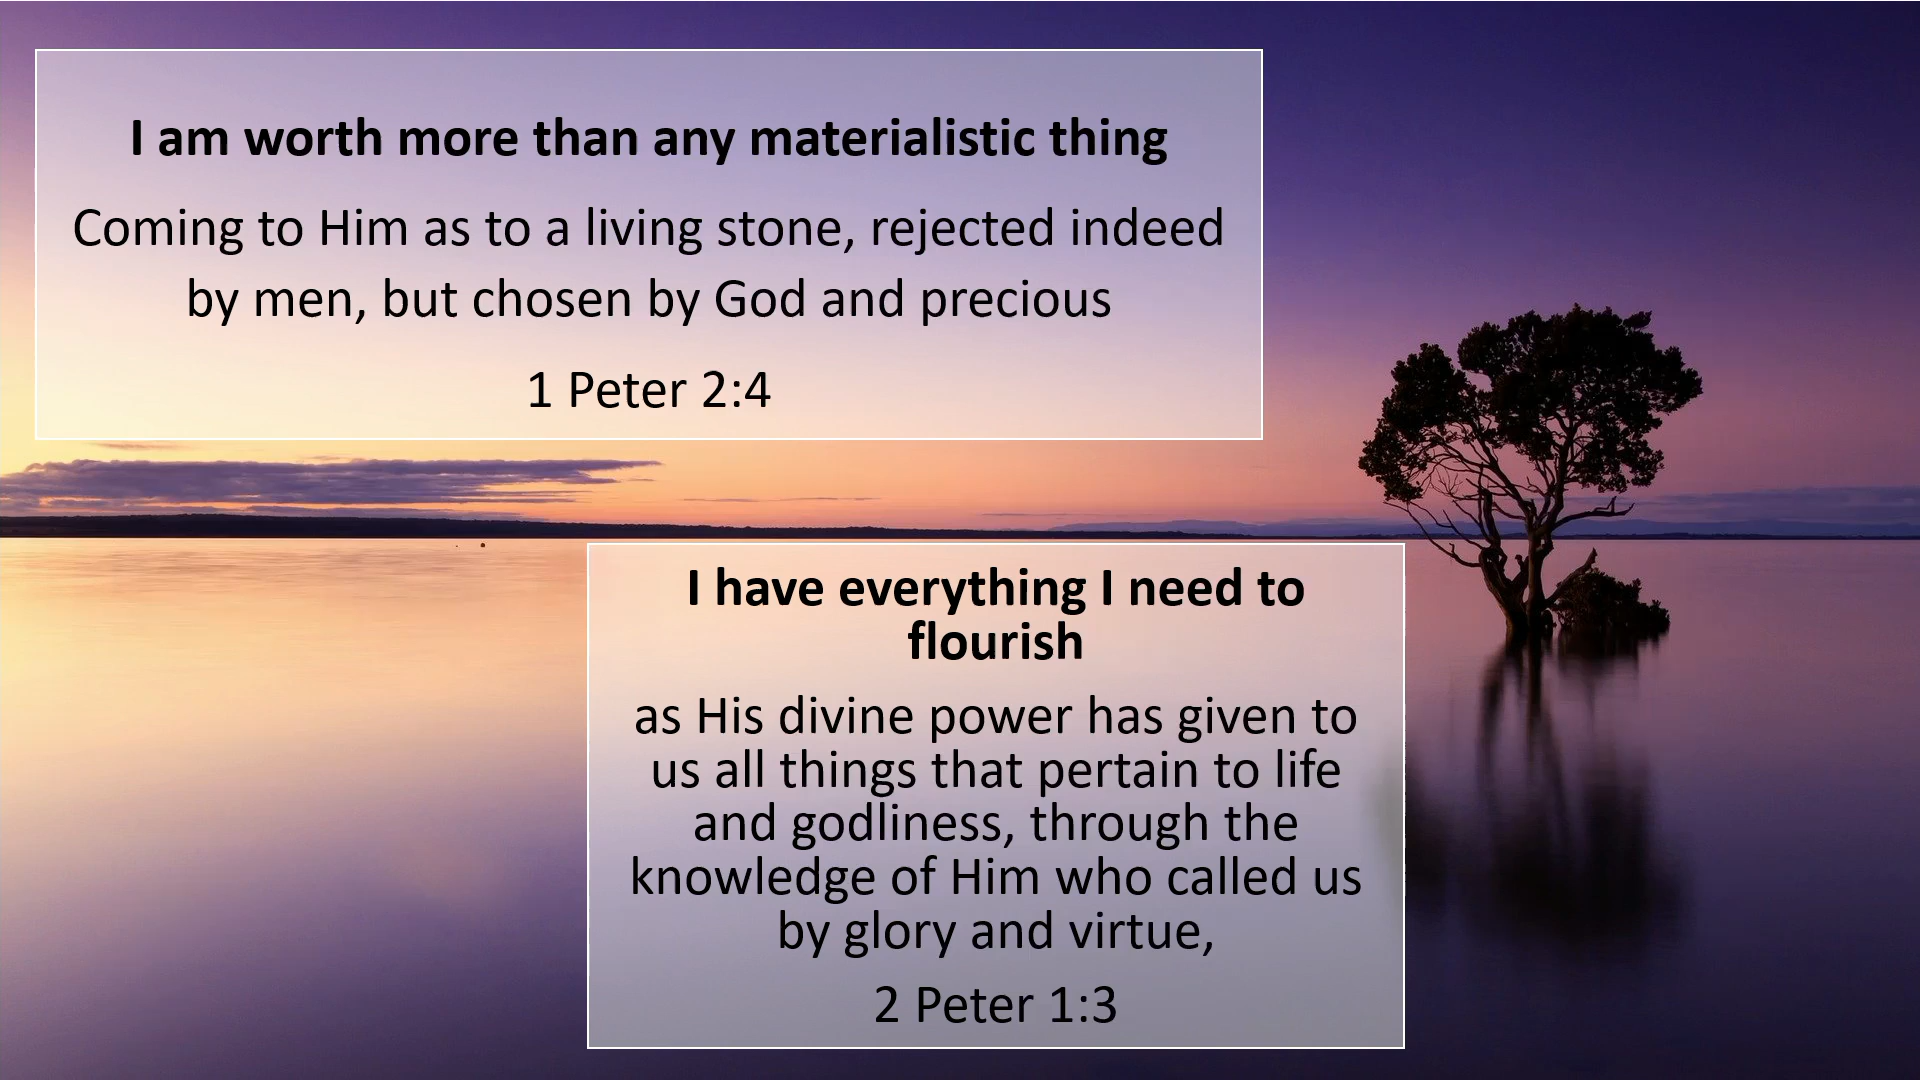 I am worth more than any materialistic thing
Coming to Him as to a living stone, rejected indeed
by men, but chosen by God and precious
1 Peter 2:4
I have everything I need to
flourish
as His divine power has given to
us all things that pertain to life
and godliness, through the
knowledge of Him who called us
by glory and virtue,
2 Peter 1:3